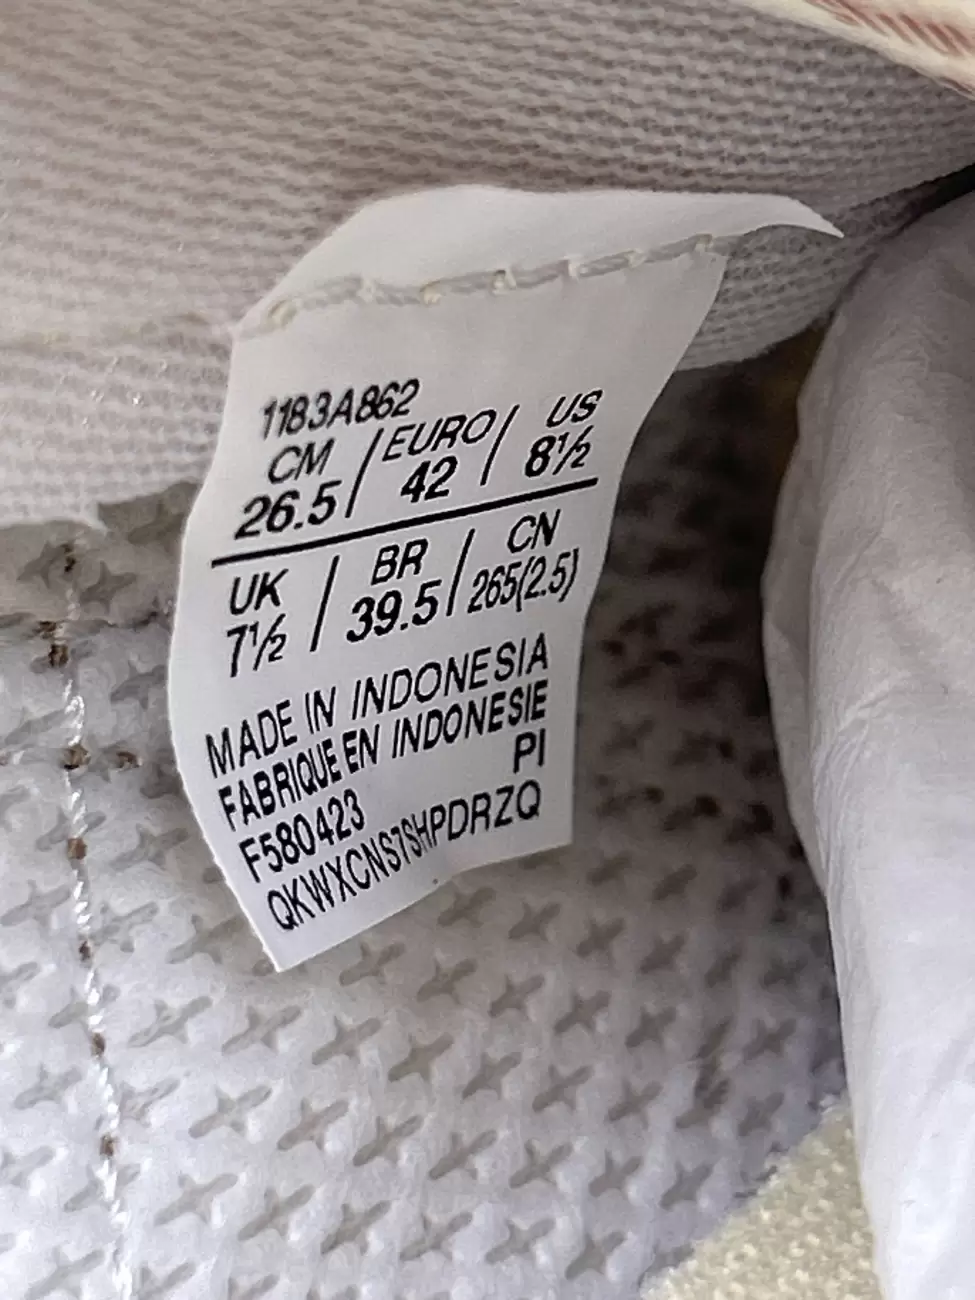 1183A862
CM / EURO / US
26.5 / 42 / 8½
UK / BR / CN
7½ / 39.5 / 265(2.5)
MADE IN INDONESIA
FABRIQUE EN INDONESIE
PI
F580423
QKWXCNS7SHPDRZQ